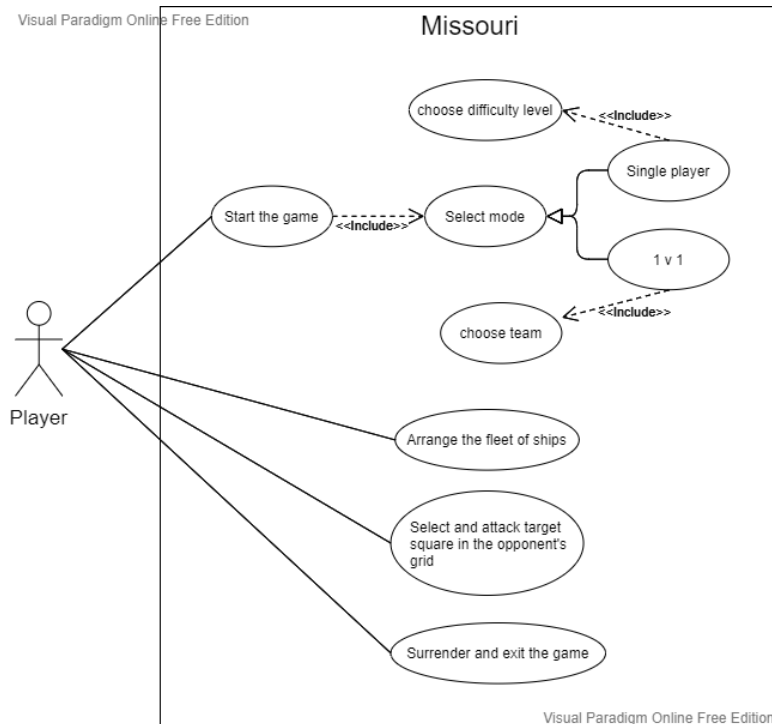 Visual Paradigm Online Free Edition
Missouri
choose difficulty level
<<Include>>
Single player
Start the game
<<Include>>
Select mode
1 v 1
<<Include>>
choose team
Player
Arrange the fleet of ships
Select and attack target
square in the opponent's
grid
Surrender and exit the game
Visual Paradigm Online Free Edition